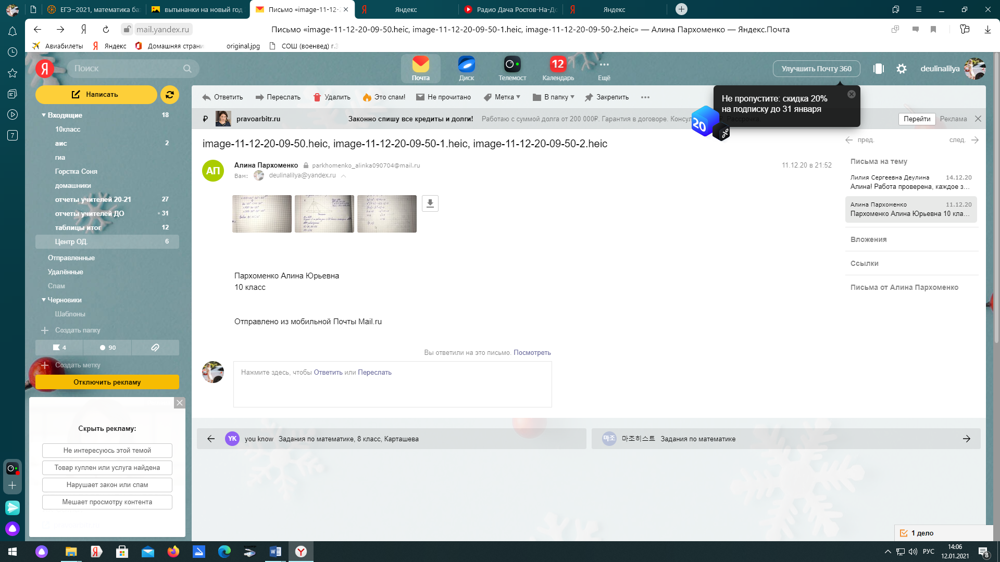 ЕГЭ−2021, математика ба
вытынанки на новый год
Письмо «image-11-12-2
Яндекс
Радио Дача Ростов-На-До
Яндекс
mail.yandex.ru
Письмо «image-11-12-20-09-50.heic, image-11-12-20-09-50-1.heic, image-11-12-20-09-50-2.heic» — Алина Пархоменко — Яндекс.Почта
Авиабилеты
Яндекс
Домашняя страни
original.jpg
СОШ (военвед) г.З
Я
Поиск
Почта
Диск
Телемост
12
Календарь
Ещё
Улучшить Почту 360
deulinalilya
Написать
Входящие 18
10класс
аис 2
гиа
Горстка Соня
домашники
отчеты учителей 20-21 27
отчеты учителей ДО 31
таблицы итог 12
Центр ОД. 6
Отправленные
Удалённые
Спам
Черновики
Шаблоны
Создать папку
4
90
Создать метку
Отключить рекламу
Скрыть рекламу:
Не интересуюсь этой темой
Товар куплен или услуга найдена
Нарушает закон или спам
Мешает просмотру контента
7
Ответить
Переслать
Удалить
Это спам!
Не прочитано
Метка
В папку
Закрепить
Не пропустите: скидка 20%
на подписку до 31 января
20 %
₽ pravoarbitr.ru
Законно спишу все кредиты и долги!
Работаю с суммой долга от 200 000₽. Гарантия в договоре. Консул
Рассрочка.
Перейти
Реклама
image-11-12-20-09-50.heic, image-11-12-20-09-50-1.heic, image-11-12-20-09-50-2.heic
АП
Алина Пархоменко parkhomenko_alinka090704@mail.ru
11.12.20 в 21:52
Вам: deulinalilya@yandex.ru
Пархоменко Алина Юрьевна
10 класс
Отправлено из мобильной Почты Mail.ru
Вы ответили на это письмо. Посмотреть
Нажмите здесь, чтобы Ответить или Переслать
YK you know Задания по математике, 8 класс, Карташева
마조 마조히스트 Задания по математике
пред.
след.
Письма на тему
Лилия Сергеевна Деулина 14.12.20
Алина! Работа проверена, каждое з...
Алина Пархоменко 11.12.20
Пархоменко Алина Юрьевна 10 кла...
Вложения
Ссылки
Письма от Алина Пархоменко
1 дело
РУС
14:06
12.01.2021
8